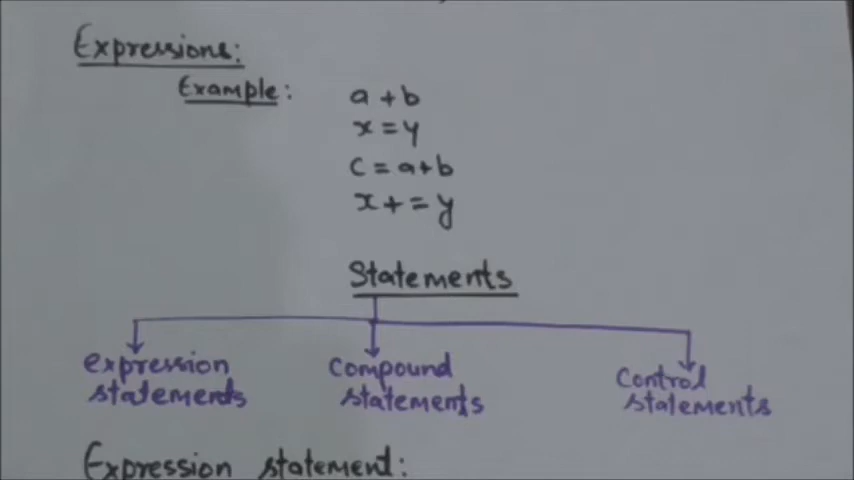 Expressions:
Example: a + b
x = y
c = a+b
x + = y
Statements
expression statements
compound statements
control statements
Expression statement: